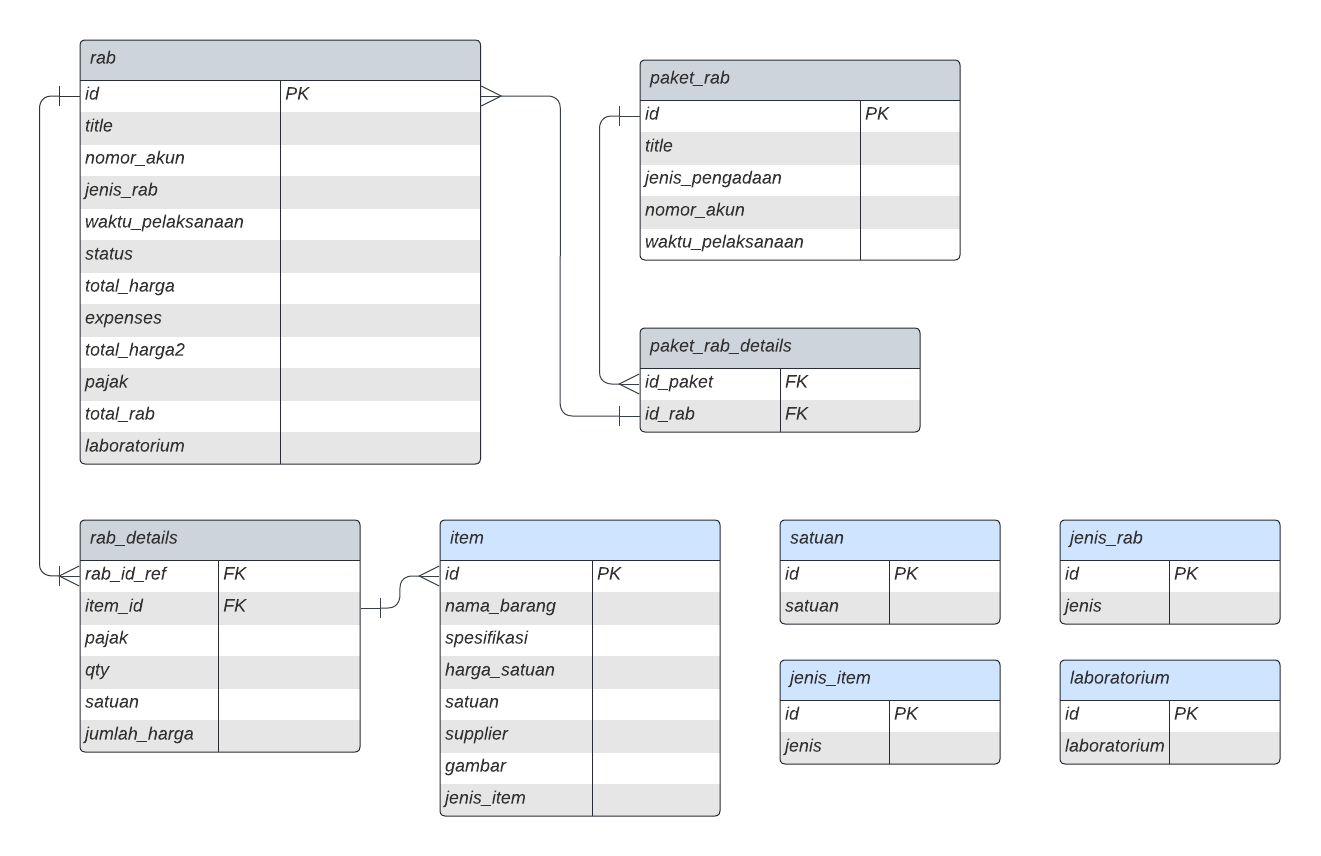 rab
id PK
title
nomor_akun
jenis_rab
waktu_pelaksanaan
status
total_harga
expenses
total_harga2
pajak
total_rab
laboratorium
paket_rab
id PK
title
jenis_pengadaan
nomor_akun
waktu_pelaksanaan
paket_rab_details
id_paket FK
id_rab FK
rab_details
rab_id_ref FK
item_id FK
pajak
qty
satuan
jumlah_harga
item
id PK
nama_barang
spesifikasi
harga_satuan
satuan
supplier
gambar
jenis_item
satuan
id PK
satuan
jenis_rab
id PK
jenis
jenis_item
id PK
jenis
laboratorium
id PK
laboratorium